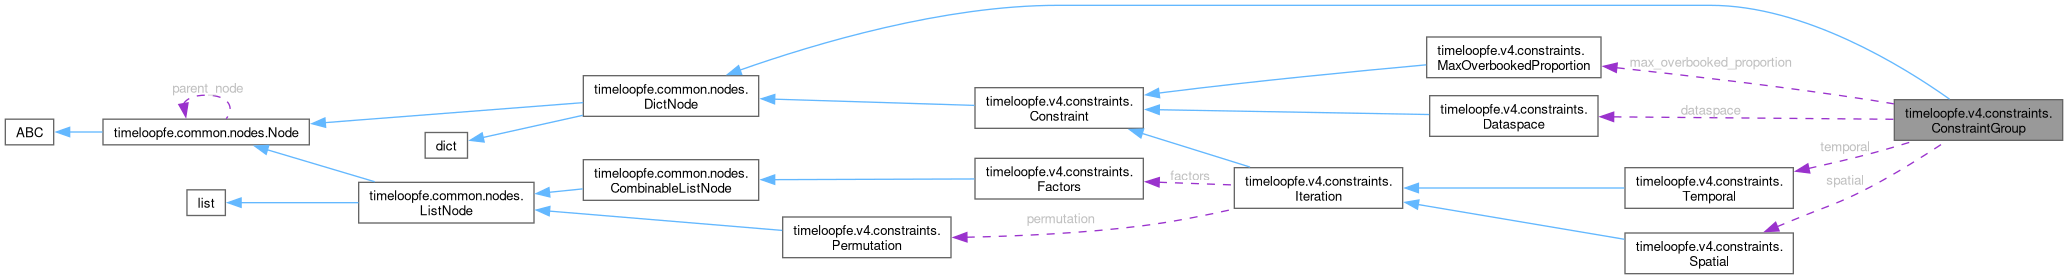 ABC
parent_node
timeloopfe.common.nodes.Node
timeloopfe.common.nodes.
DictNode
dict
list
timeloopfe.common.nodes.
ListNode
timeloopfe.common.nodes.
CombinableListNode
timeloopfe.v4.constraints.
Permutation
timeloopfe.v4.constraints.
Constraint
timeloopfe.v4.constraints.
Factors
factors
permutation
timeloopfe.v4.constraints.
Iteration
timeloopfe.v4.constraints.
MaxOverbookedProportion
timeloopfe.v4.constraints.
Dataspace
timeloopfe.v4.constraints.
Temporal
timeloopfe.v4.constraints.
Spatial
max_overbooked_proportion
dataspace
temporal
spatial
timeloopfe.v4.constraints.
ConstraintGroup